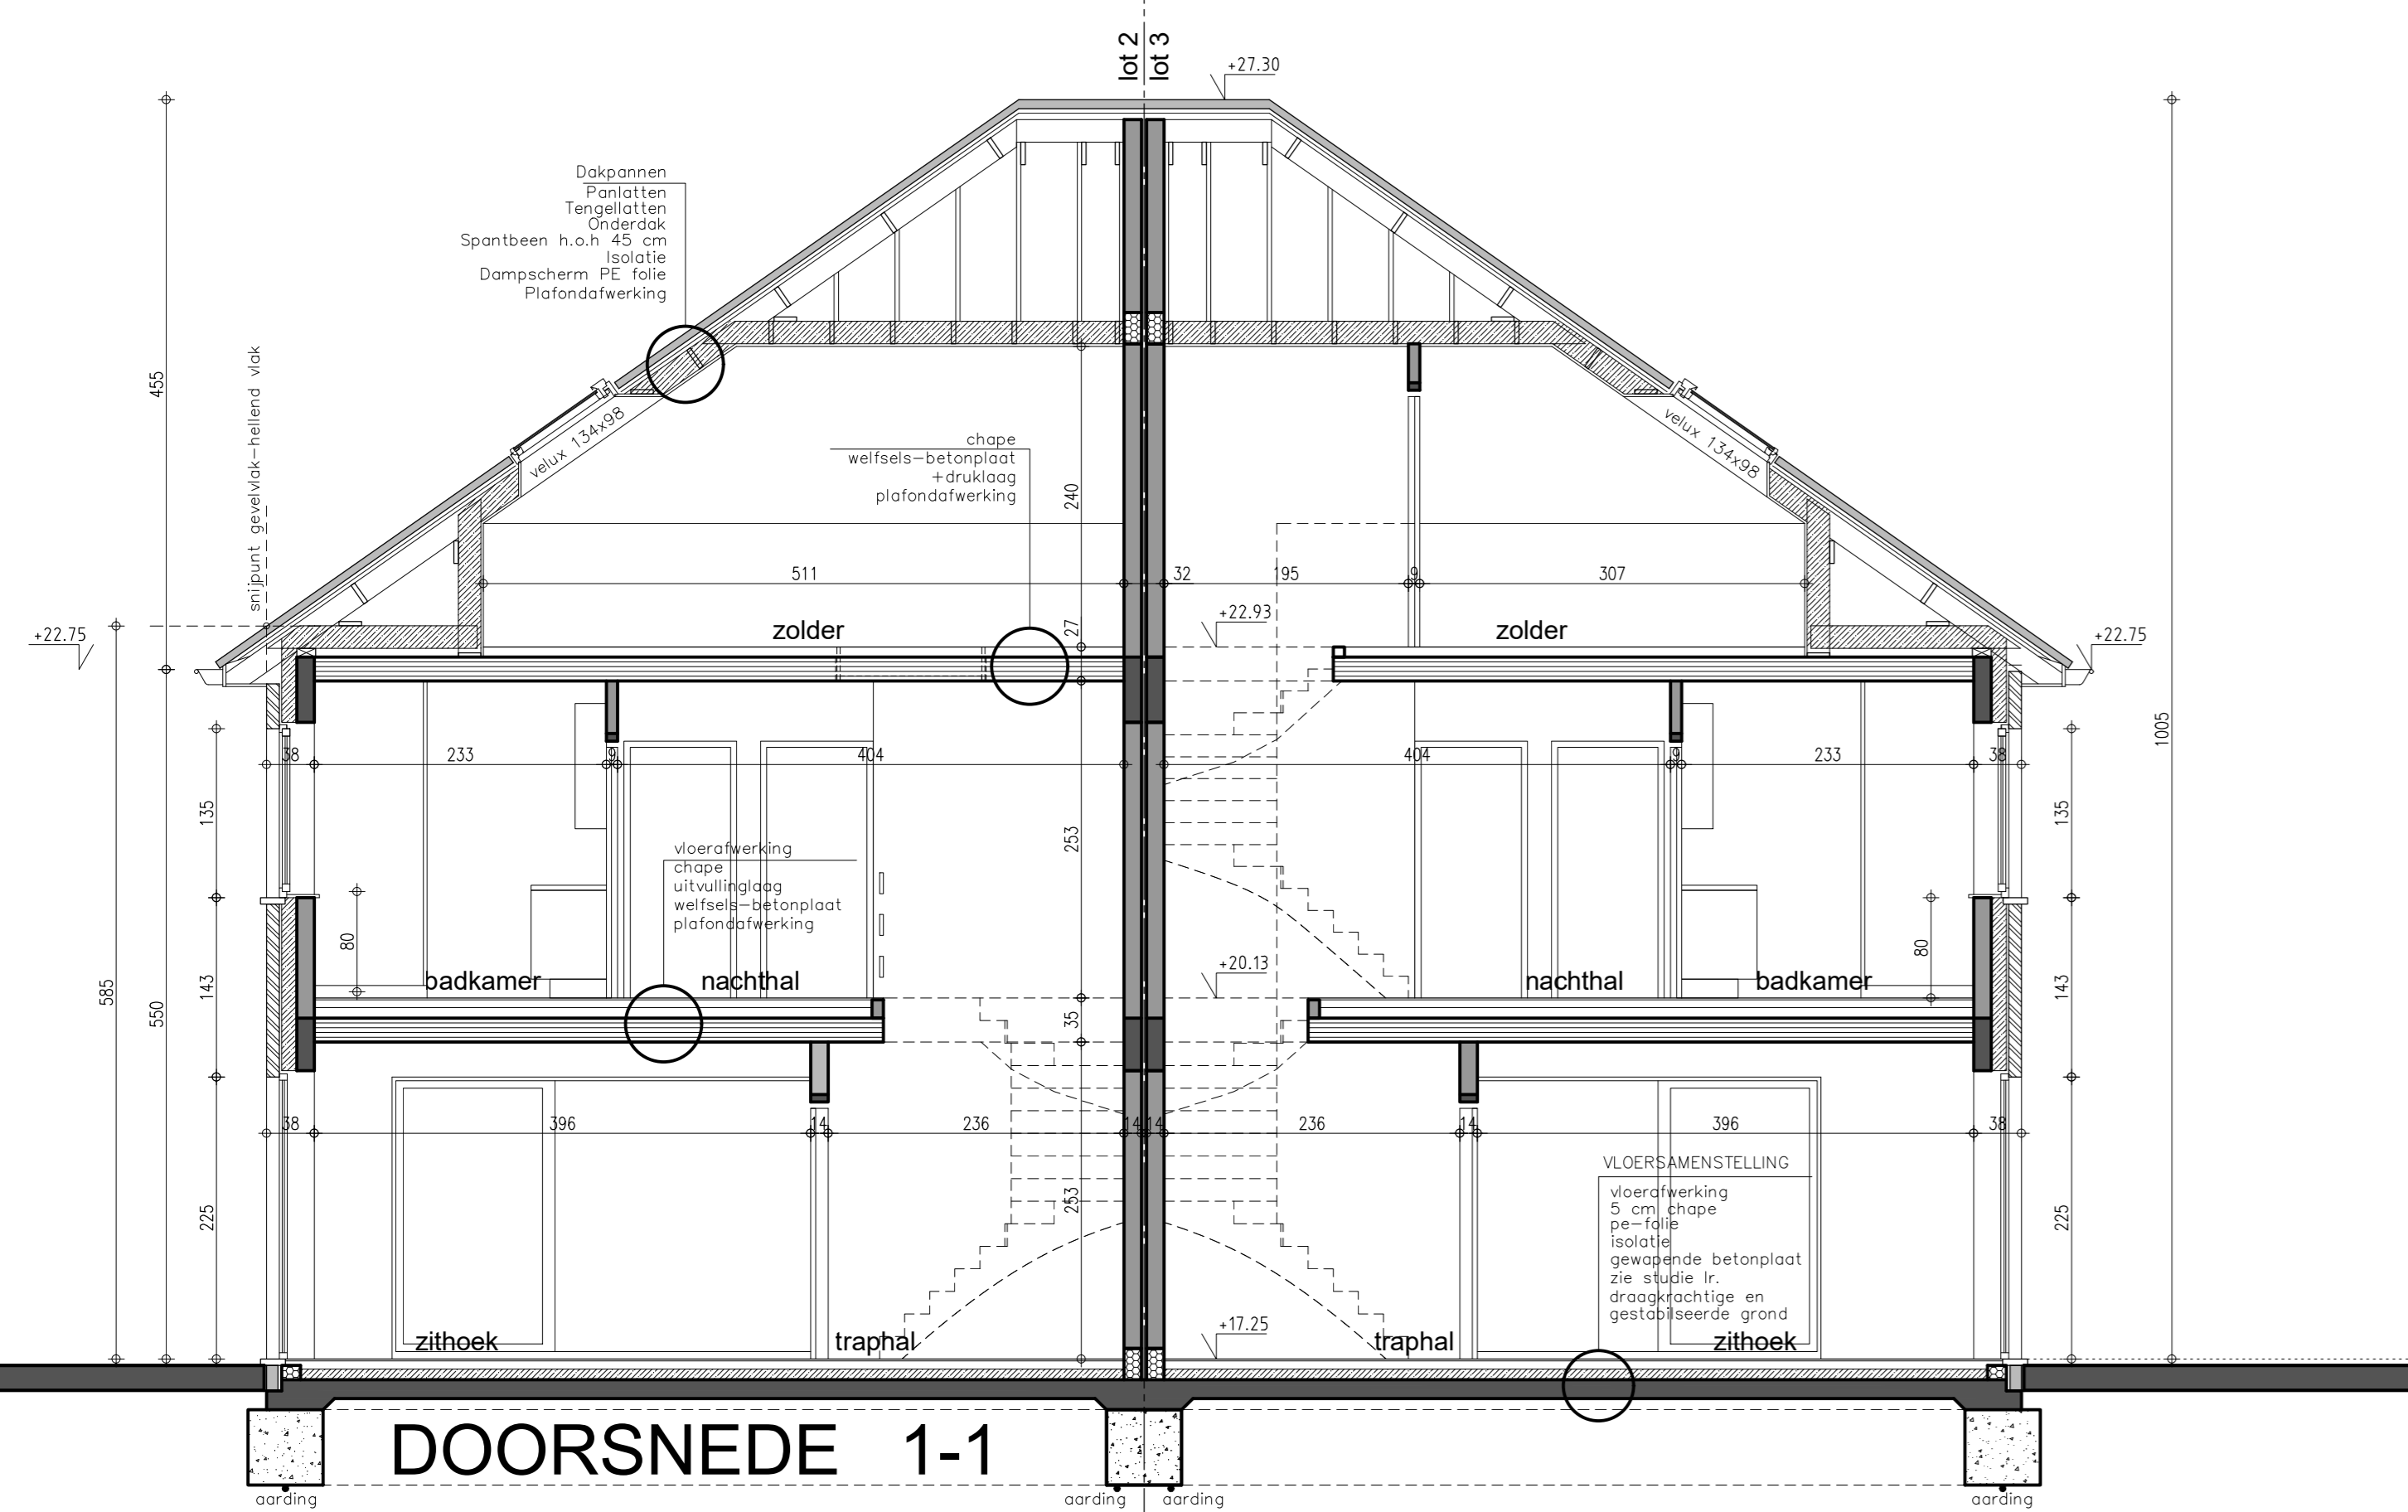 lot 2
lot 3
+27.30
Dakpannen
Panlatten
Tengellatten
Onderdak
Spantbeen h.o.h 45 cm
Isolatie
Dampscherm PE folie
Plafondafwerking
snijpunt gevelvlak-hellend vlak
455
velux 134x98
velux 134x98
chape
welfsels-betonplaat
+druklaag
plafondafwerking
240
511
32
195
9
307
+22.75
zolder
27
+22.93
zolder
+22.75
1005
38
233
9
404
404
9
233
38
135
253
135
vloerafwerking
chape
uitvullinglaag
welfsels-betonplaat
plafondafwerking
80
80
585
550
143
badkamer
nachthal
+20.13
nachthal
badkamer
143
35
38
396
14
236
14
14
236
14
396
38
VLOERSAMENSTELLING
vloerafwerking
5 cm chape
pe-folie
isolatie
gewapende betonplaat
zie studie Ir.
draagkrachtige en
gestabilseerde grond
225
253
225
zithoek
traphal
+17.25
traphal
zithoek
DOORSNEDE 1-1
aarding
aarding
aarding
aarding